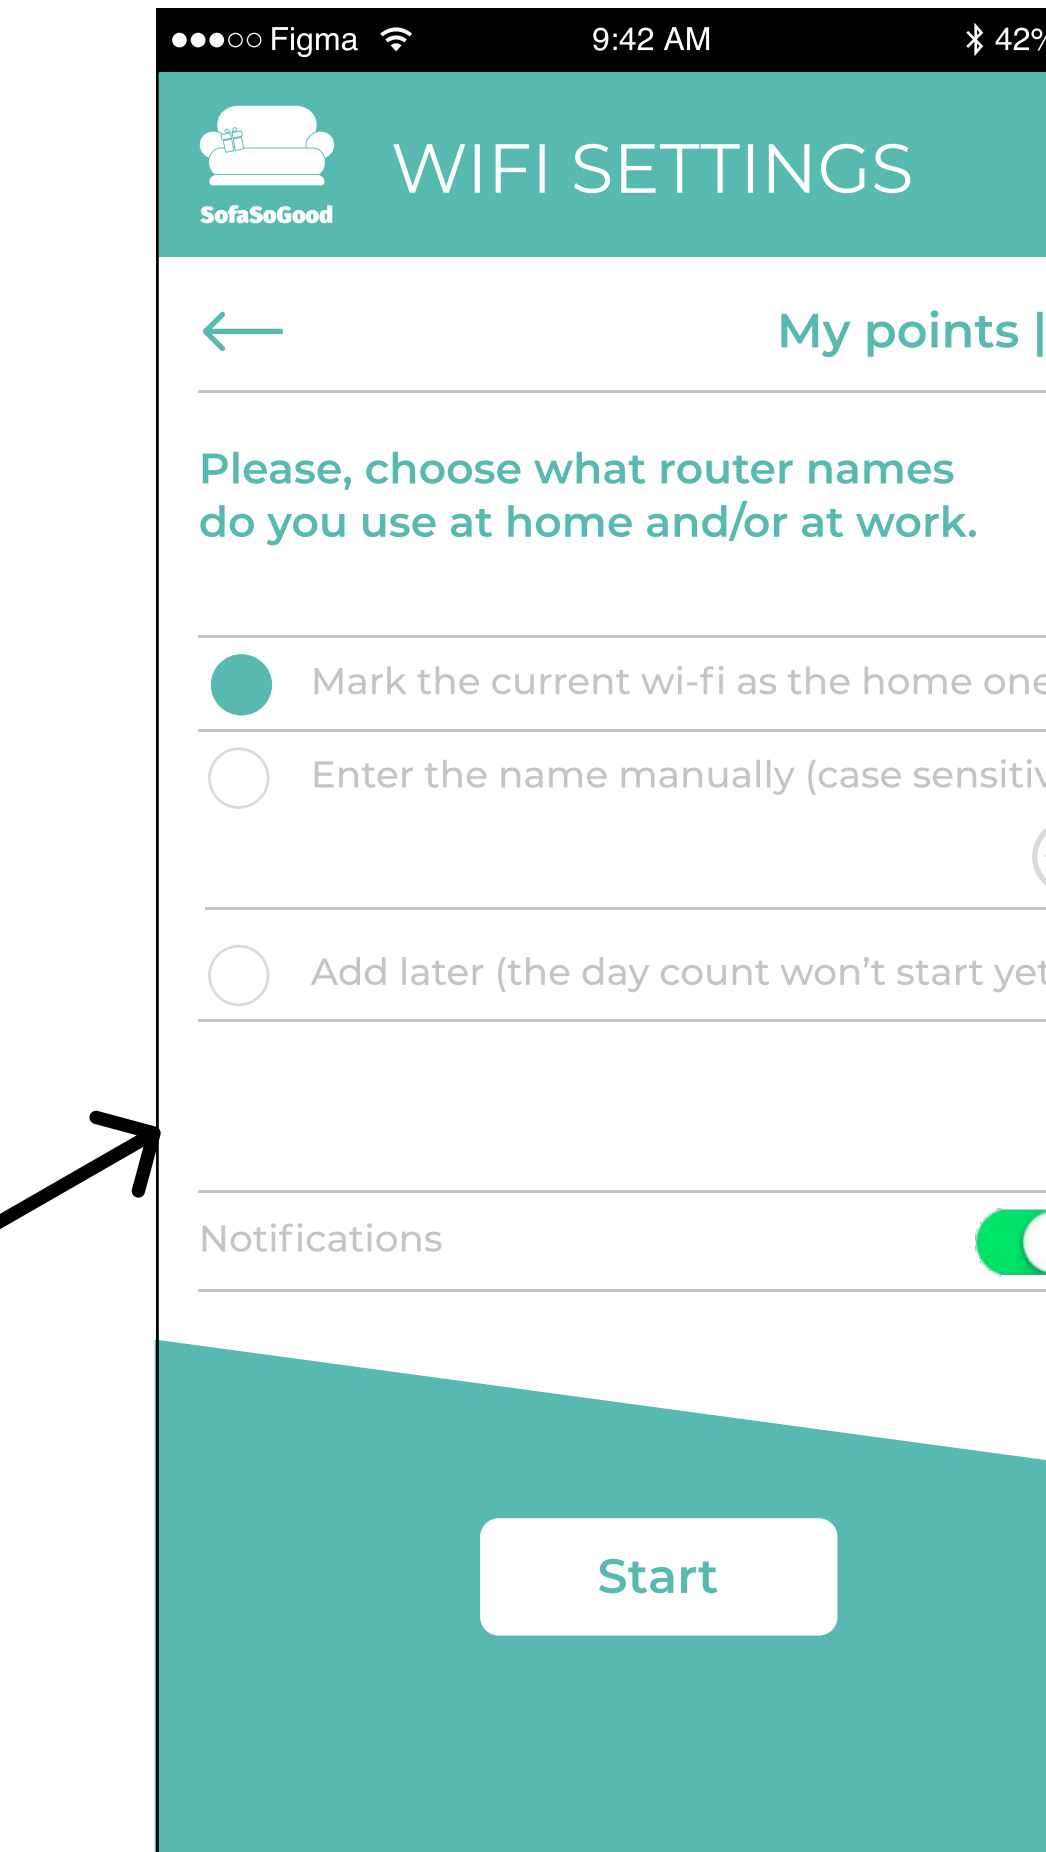 Figma 9:42 AM 42%
WIFI SETTINGS
SofaSoGood
My points |
Please, choose what router names
do you use at home and/or at work.
Mark the current wi-fi as the home one
Enter the name manually (case sensitiv
Add later (the day count won’t start yet
Notifications
Start